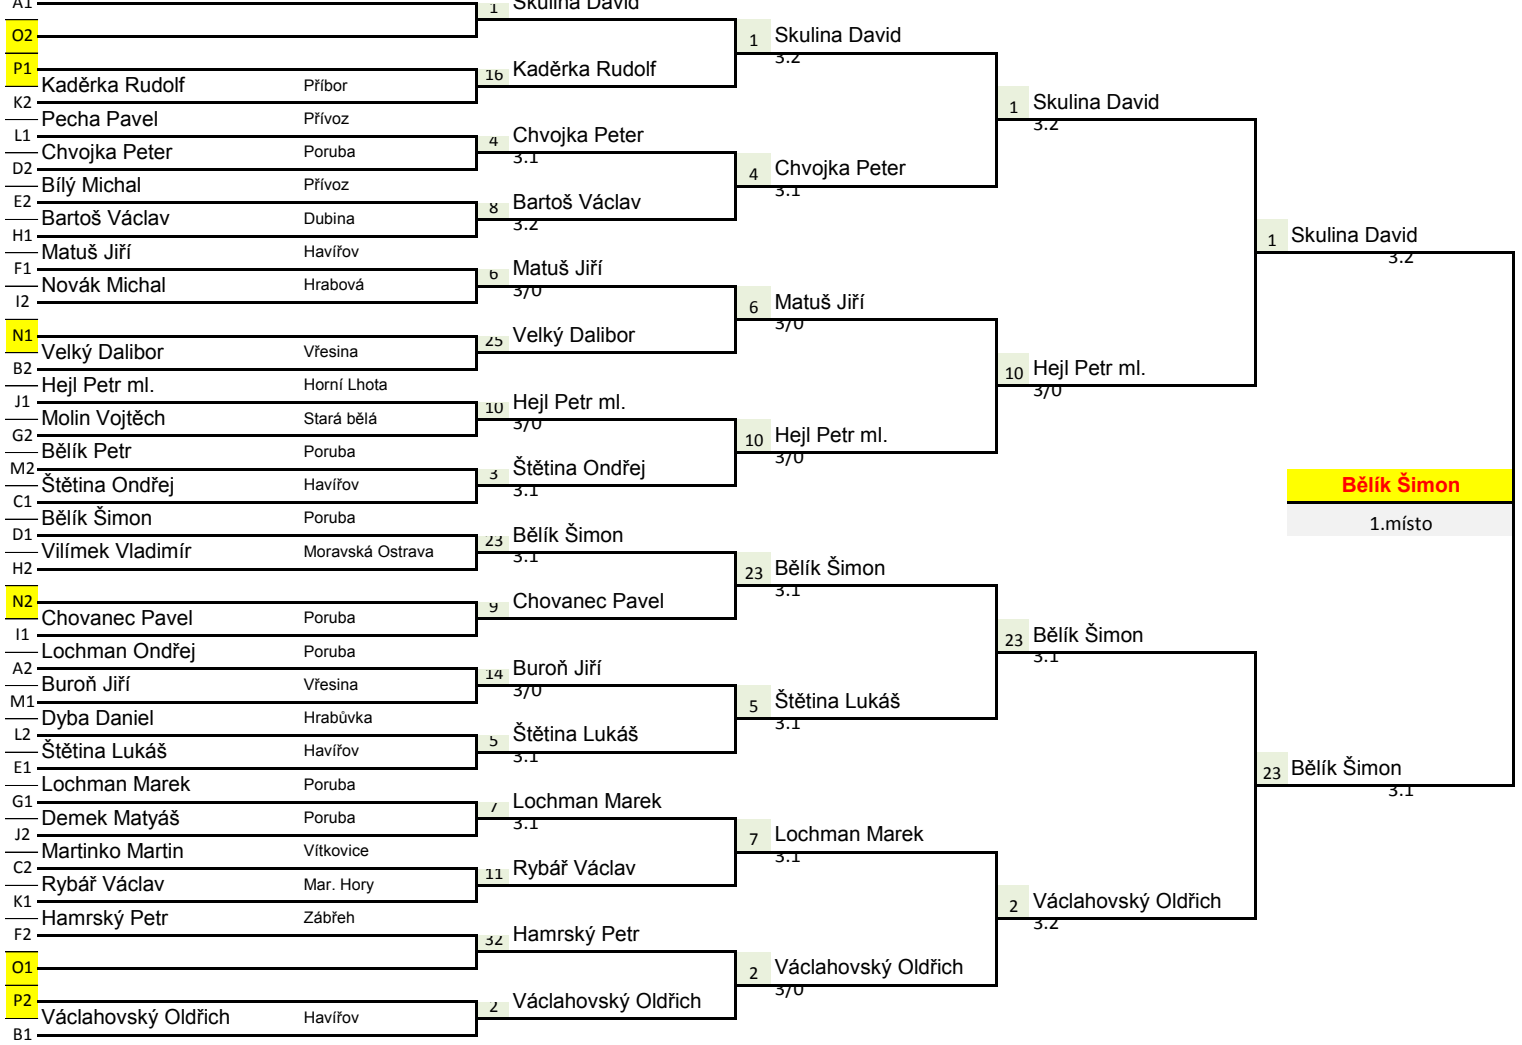 A1
1 Skulina David
O2
1 Skulina David
3.2
P1
16 Kaděrka Rudolf
Kaděrka Rudolf Příbor
K2
1 Skulina David
3.2
Pecha Pavel Přívoz
L1
4 Chvojka Peter
3.1
Chvojka Peter Poruba
D2
4 Chvojka Peter
3.1
Bílý Michal Přívoz
E2
8 Bartoš Václav
3.2
Bartoš Václav Dubina
H1
1 Skulina David
3.2
Matuš Jiří Havířov
F1
6 Matuš Jiří
3/0
Novák Michal Hrabová
I2
6 Matuš Jiří
3/0
N1
25 Velký Dalibor
Velký Dalibor Vřesina
B2
10 Hejl Petr ml.
3/0
Hejl Petr ml. Horní Lhota
J1
10 Hejl Petr ml.
3/0
Molin Vojtěch Stará bělá
G2
10 Hejl Petr ml.
3/0
Bělík Petr Poruba
M2
3 Štětina Ondřej
3.1
Štětina Ondřej Havířov
C1
Bělík Šimon
1.místo
Bělík Šimon Poruba
D1
23 Bělík Šimon
3.1
Vilímek Vladimír Moravská Ostrava
H2
23 Bělík Šimon
3.1
N2
9 Chovanec Pavel
Chovanec Pavel Poruba
I1
23 Bělík Šimon
3.1
Lochman Ondřej Poruba
A2
14 Buroň Jiří
3/0
Buroň Jiří Vřesina
M1
5 Štětina Lukáš
3.1
Dyba Daniel Hrabůvka
L2
5 Štětina Lukáš
3.1
Štětina Lukáš Havířov
E1
23 Bělík Šimon
3.1
Lochman Marek Poruba
G1
7 Lochman Marek
3.1
Demek Matyáš Poruba
J2
7 Lochman Marek
3.1
Martinko Martin Vítkovice
C2
11 Rybář Václav
Rybář Václav Mar. Hory
K1
2 Václahovský Oldřich
3.2
Hamrský Petr Zábřeh
F2
32 Hamrský Petr
O1
2 Václahovský Oldřich
3/0
P2
2 Václahovský Oldřich
Václahovský Oldřich Havířov
B1